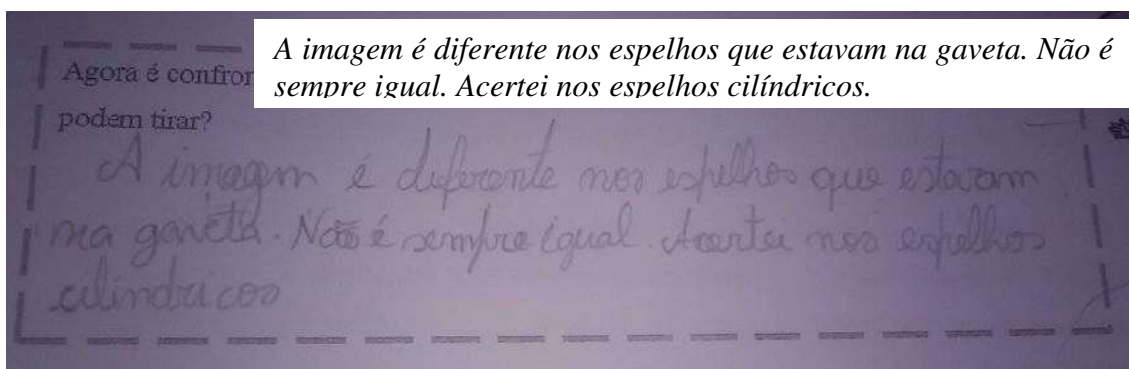 A imagem é diferente nos espelhos que estavam na gaveta. Não é
sempre igual. Acertei nos espelhos cilíndricos.
Agora é confron
podem tirar?
A imagem é diferente nos espelhos que estavam
na gaveta. Não é sempre igual. Acertei nos espelhos
cilindricos